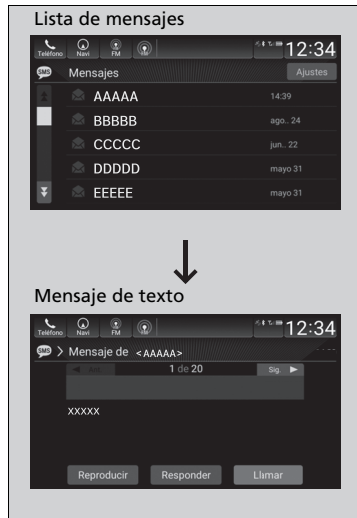 Lista de mensajes
Teléfono Navi FM 12:34
SMS Mensajes Ajustes
AAAAA 14:39
BBBBB ago.. 24
CCCCC jun.. 22
DDDDD mayo 31
EEEEE mayo 31
Mensaje de texto
Teléfono Navi FM 12:34
SMS > Mensaje de <AAAAA>
1 de 20 Sig.
xxxxx
Reproducir Responder Llamar